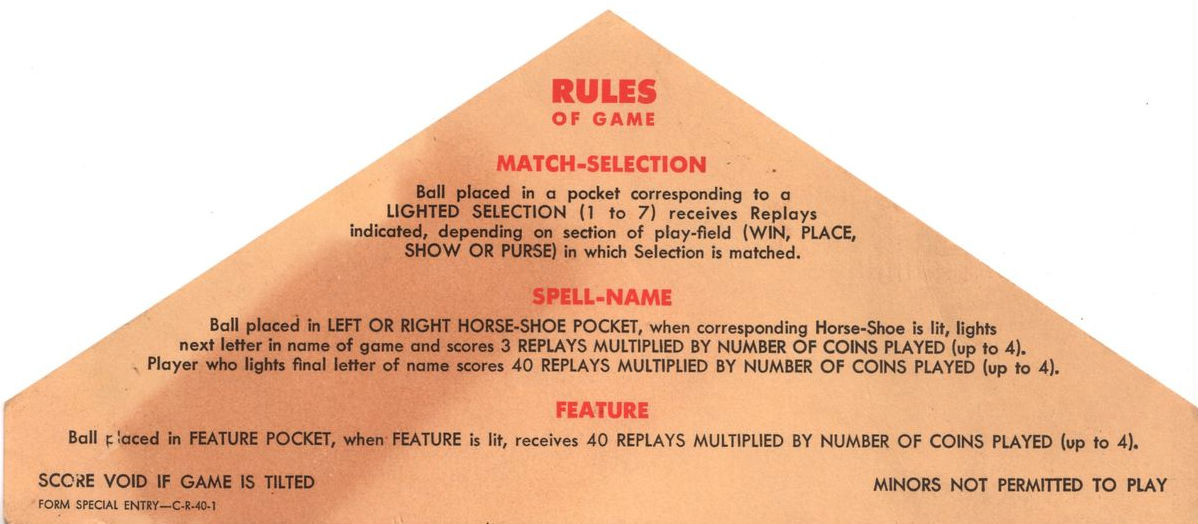 RULES
OF GAME
MATCH-SELECTION
Ball placed in a pocket corresponding to a
LIGHTED SELECTION (1 to 7) receives Replays
indicated, depending on section of play-field (WIN, PLACE,
SHOW OR PURSE) in which Selection is matched.
SPELL-NAME
Ball placed in LEFT OR RIGHT HORSE-SHOE POCKET, when corresponding Horse-Shoe is lit, lights
next letter in name of game and scores 3 REPLAYS MULTIPLIED BY NUMBER OF COINS PLAYED (up to 4).
Player who lights final letter of name scores 40 REPLAYS MULTIPLIED BY NUMBER OF COINS PLAYED (up to 4).
FEATURE
Ball placed in FEATURE POCKET, when FEATURE is lit, receives 40 REPLAYS MULTIPLIED BY NUMBER OF COINS PLAYED (up to 4).
SCORE VOID IF GAME IS TILTED
MINORS NOT PERMITTED TO PLAY
FORM SPECIAL ENTRY—C-R-40-1